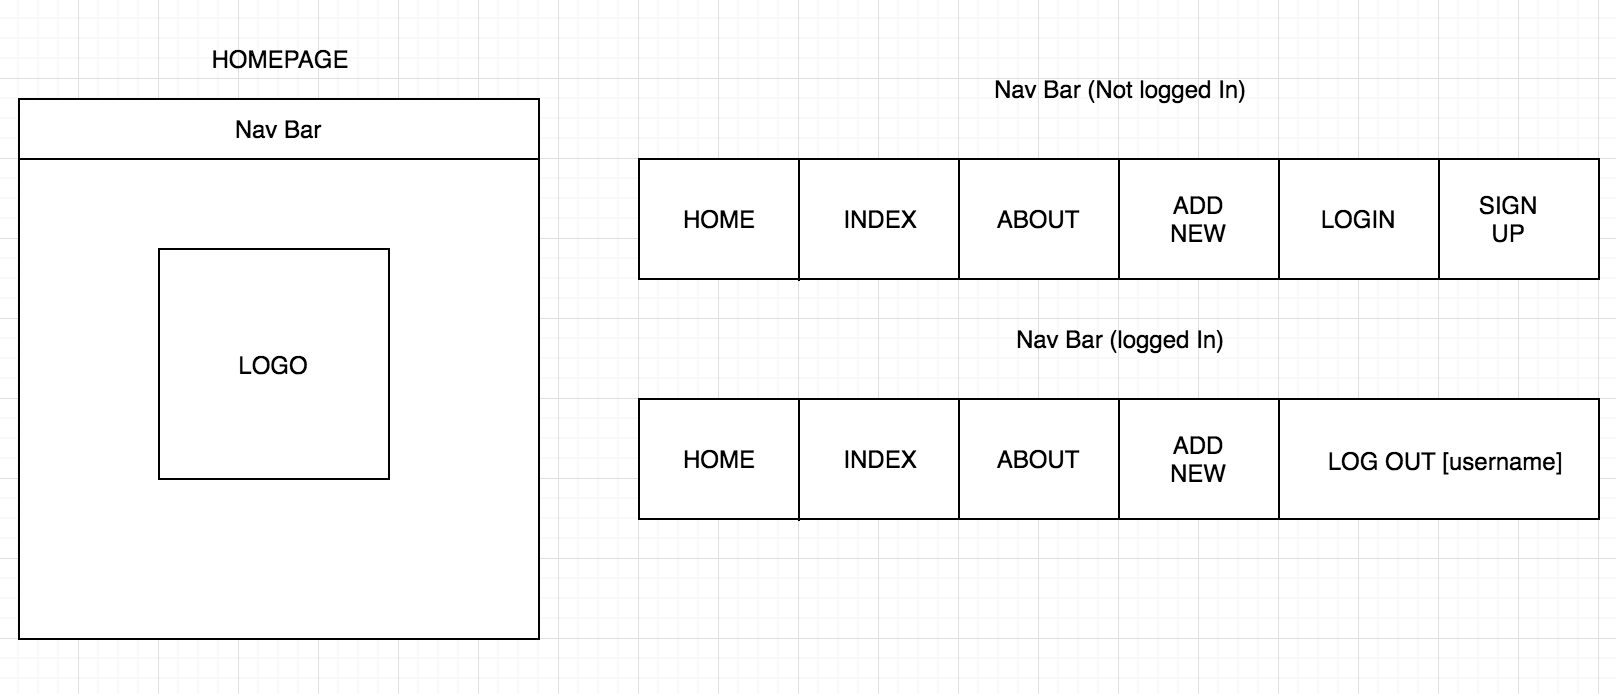 HOMEPAGE
Nav Bar
LOGO
Nav Bar (Not logged In)
HOME
INDEX
ABOUT
ADD
NEW
LOGIN
SIGN
UP
Nav Bar (logged In)
HOME
INDEX
ABOUT
ADD
NEW
LOG OUT [username]